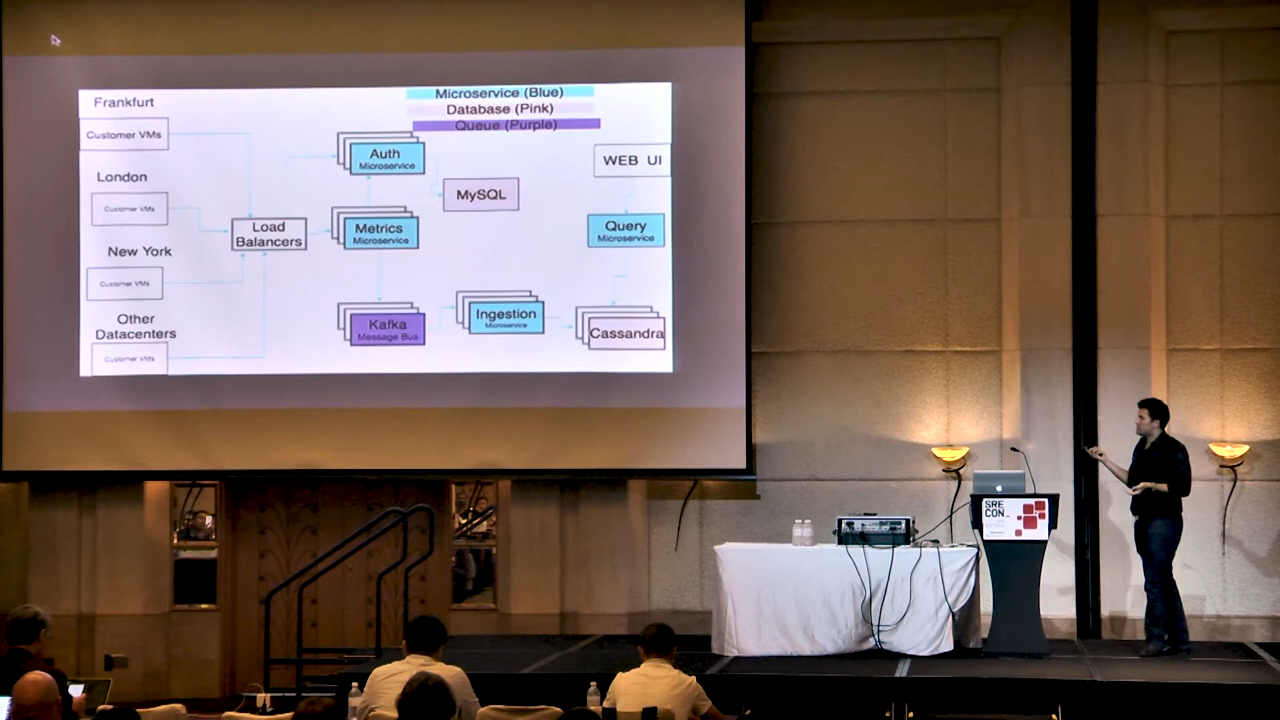 Frankfurt
Customer VMs
London
Customer VMs
New York
Customer VMs
Other
Datacenters
Customer VMs
Load
Balancers
Microservice (Blue)
Database (Pink)
Queue (Purple)
Auth
Microservice
MySQL
Metrics
Microservice
Kafka
Message Bus
Ingestion
Microservice
WEB UI
Query
Microservice
Cassandra
SRE
CON